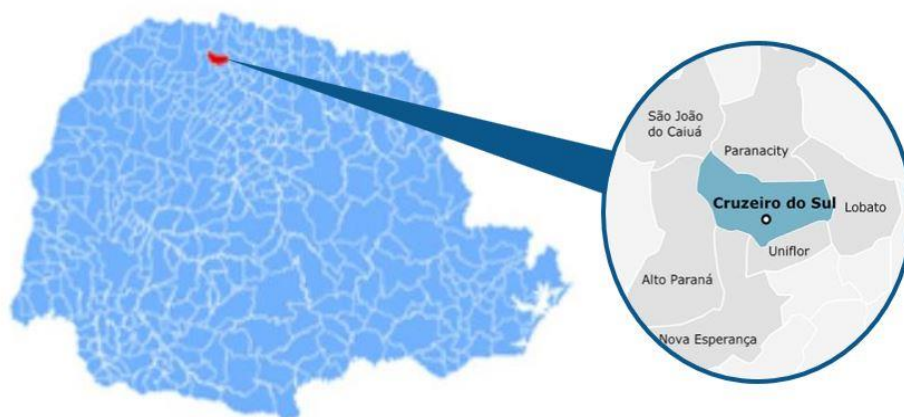 São João
do Caiuá
Paranacity
Cruzeiro do Sul
Lobato
Uniflor
Alto Paraná
Nova Esperança